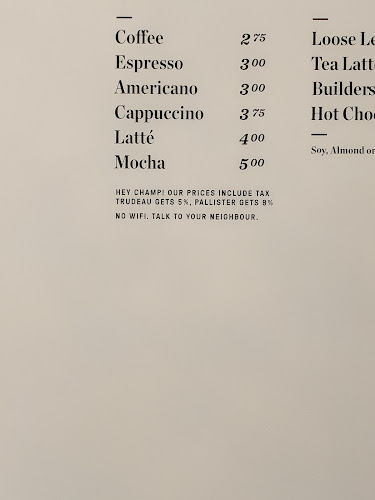 Coffee 2 75
Espresso 3 00
Americano 3 00
Cappuccino 3 75
Latté 4 00
Mocha 5 00
HEY CHAMP! OUR PRICES INCLUDE TAX
TRUDEAU GETS 5%, PALLISTER GETS 8%
NO WIFI. TALK TO YOUR NEIGHBOUR.
Loose
Tea
Builders
Hot
Soy, Almond or